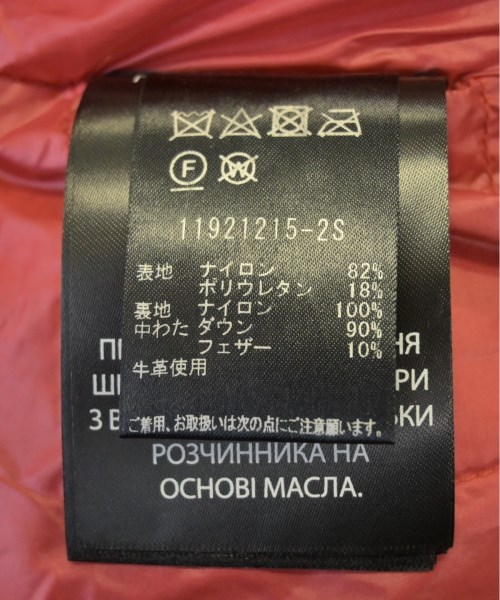 F W
11921215-2S
表地 ナイロン 82%
ポリウレタン 18%
裏地 ナイロン 100%
中わた ダウン 90%
フェザー 10%
牛革使用
ご着用、お取扱いは次の点にご注意願います。
РОЗЧИННИКА НА
ОСНОВІ МАСЛА.